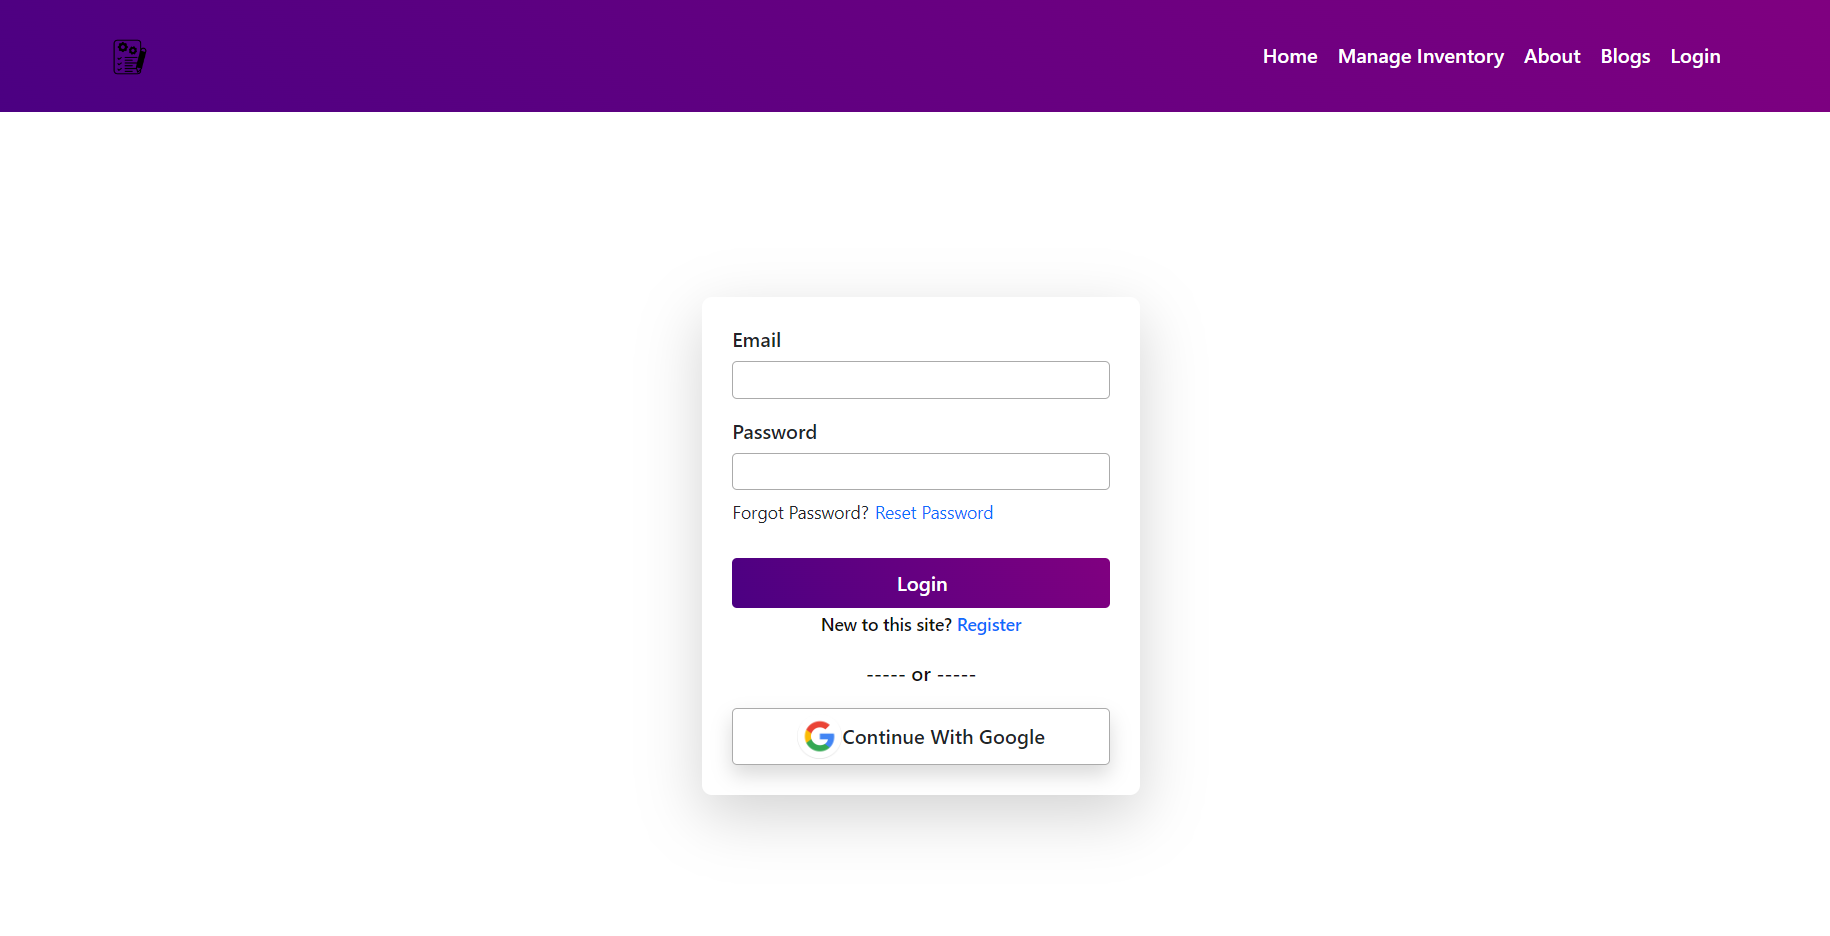 Home Manage Inventory About Blogs Login
Email
Password
Forgot Password? Reset Password
Login
New to this site? Register
----- or -----
Continue With Google